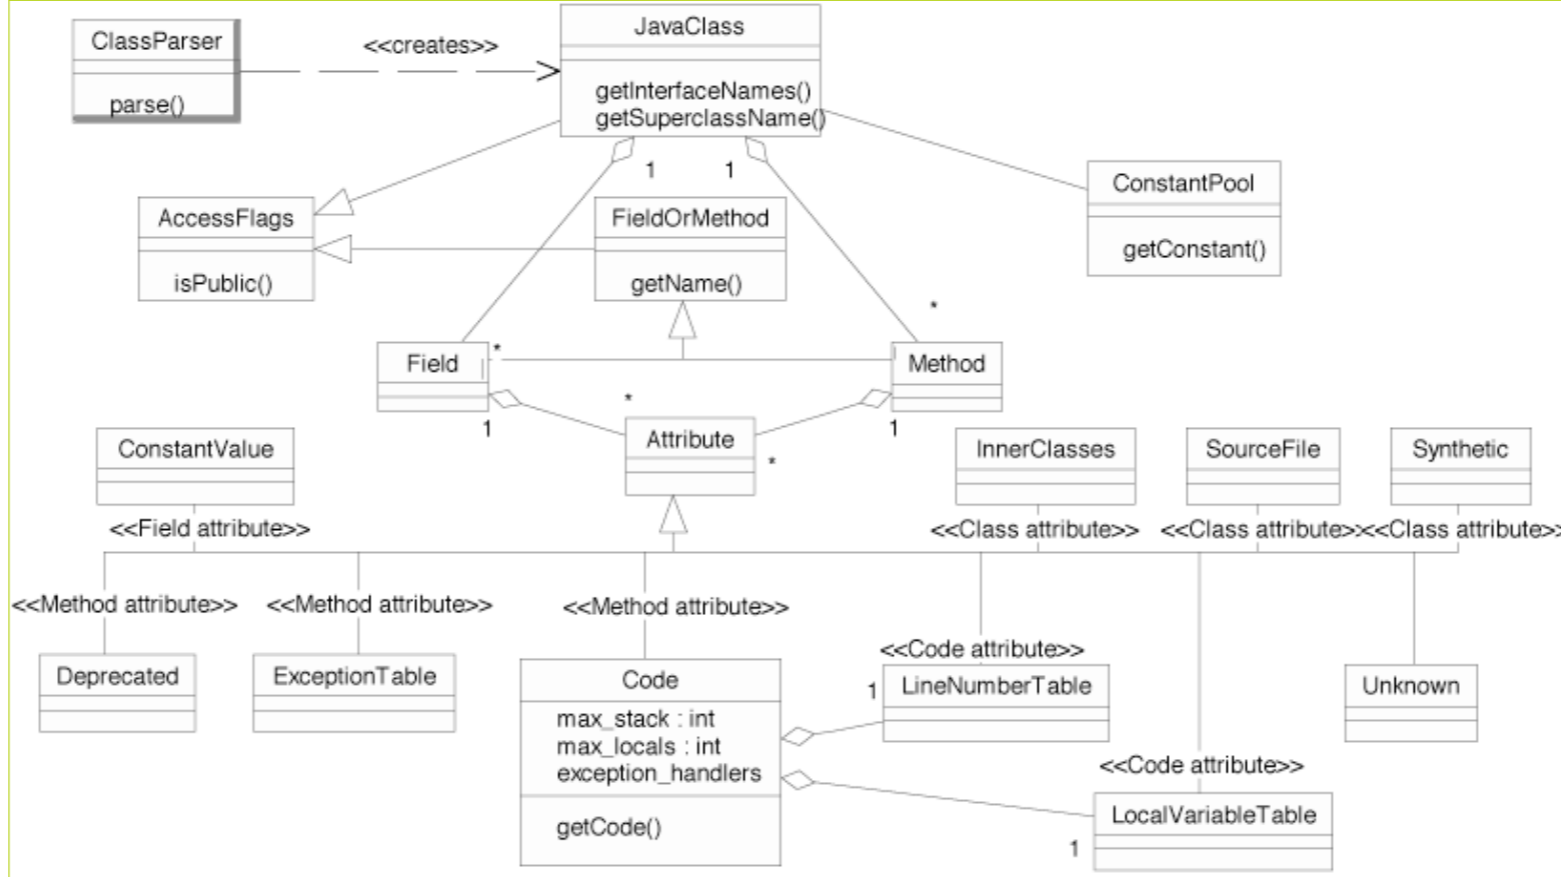 ClassParser
parse()
<<creates>>
JavaClass
getInterfaceNames()
getSuperclassName()
1
1
AccessFlags
isPublic()
FieldOrMethod
getName()
ConstantPool
getConstant()
*
*
Field
Method
1
*
1
Attribute
*
ConstantValue
InnerClasses
SourceFile
Synthetic
<<Field attribute>>
<<Class attribute>>
<<Class attribute>>
<<Class attribute>>
<<Method attribute>>
<<Method attribute>>
<<Method attribute>>
<<Code attribute>>
Deprecated
ExceptionTable
Code
max_stack : int
max_locals : int
exception_handlers
getCode()
1
LineNumberTable
Unknown
<<Code attribute>>
LocalVariableTable
1